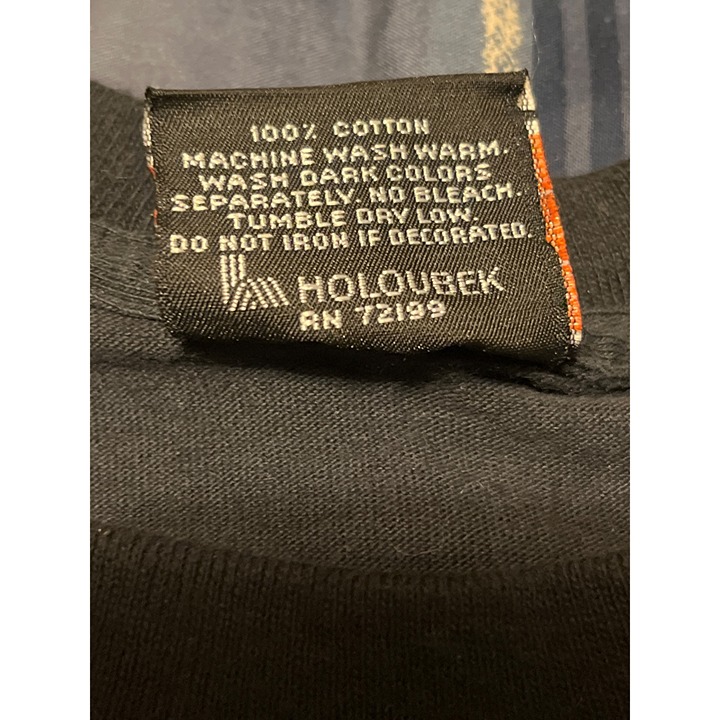 100% COTTON
MACHINE WASH WARM.
WASH DARK COLORS
SEPARATELY. NO BLEACH.
TUMBLE DRY LOW.
DO NOT IRON IF DECORATED.
HOLOUBEK
RN 72199